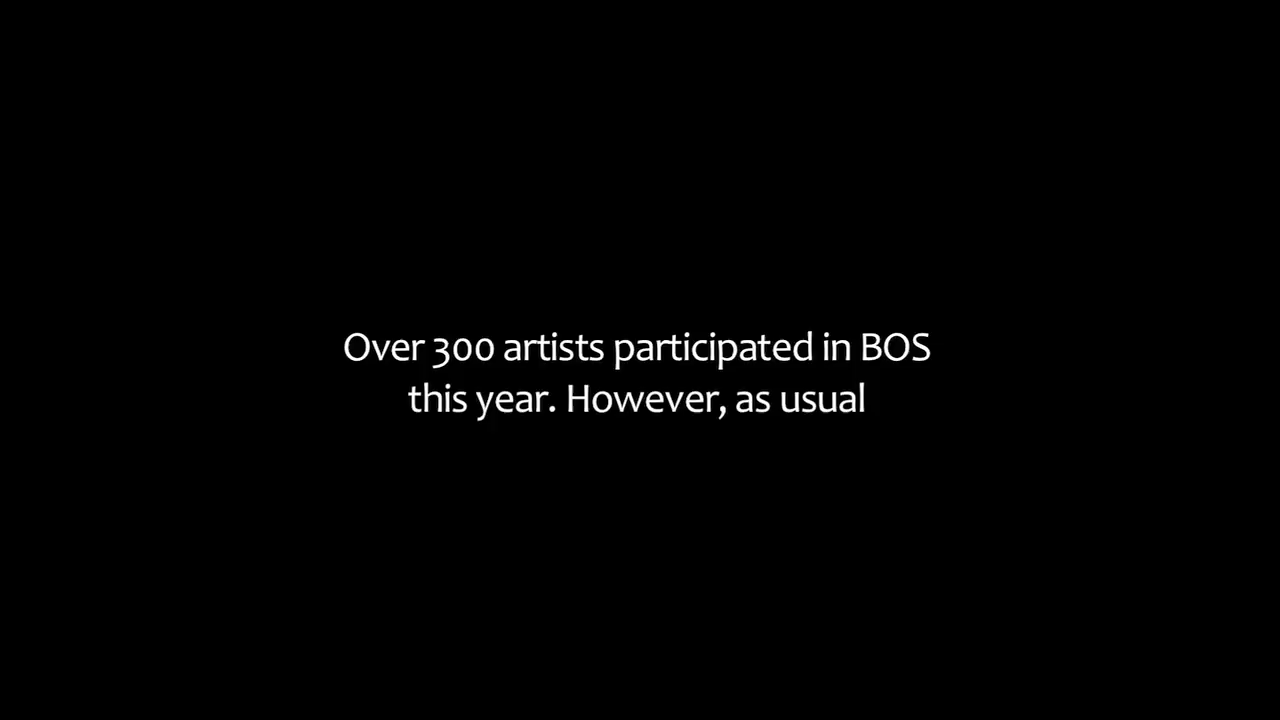 Over 300 artists participated in BOS
this year. However, as usual